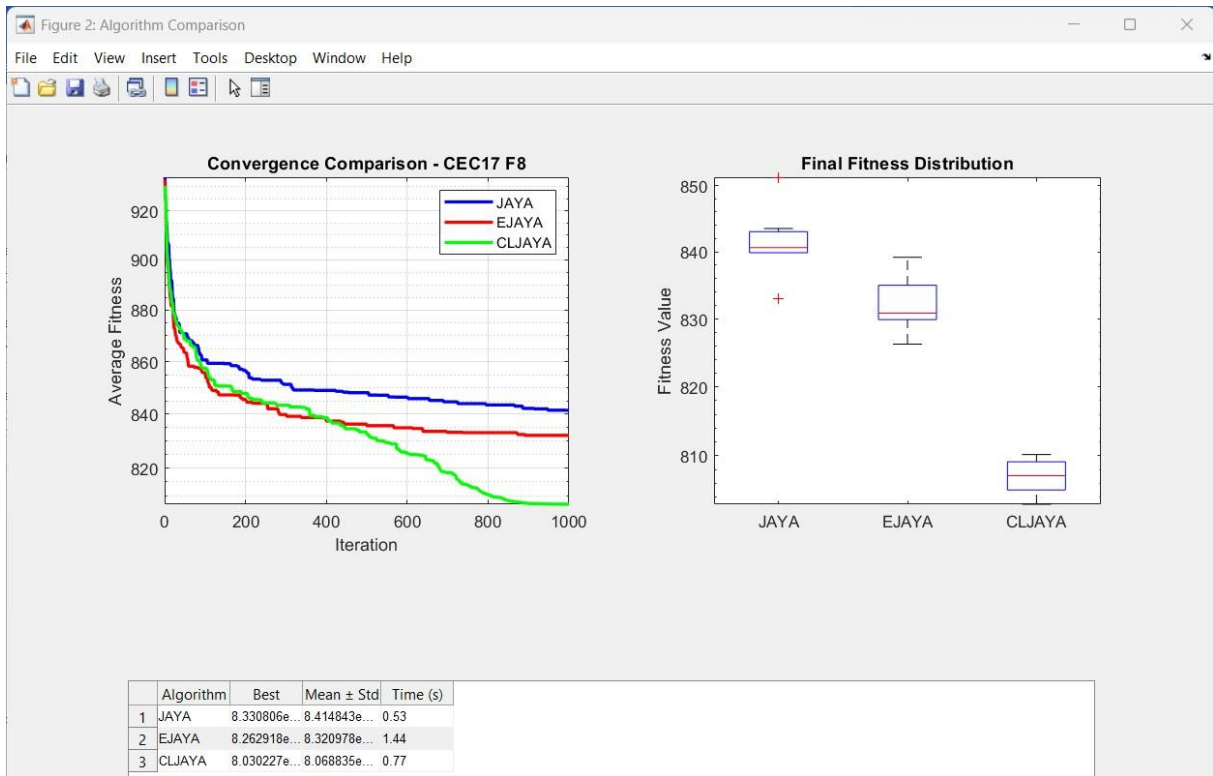 Figure 2: Algorithm Comparison
File Edit View Insert Tools Desktop Window Help
Convergence Comparison - CEC17 F8
Average Fitness
920
900
880
860
840
820
0 200 400 600 800 1000
Iteration
JAYA
EJAYA
CLJAYA
Final Fitness Distribution
Fitness Value
850
840
830
820
810
JAYA EJAYA CLJAYA
Algorithm Best Mean ± Std Time (s)
1 JAYA 8.330806e... 8.414843e... 0.53
2 EJAYA 8.262918e... 8.320978e... 1.44
3 CLJAYA 8.030227e... 8.068835e... 0.77